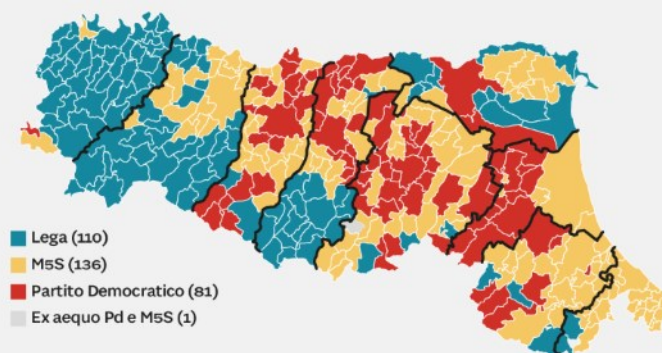 Lega (110)
M5S (136)
Partito Democratico (81)
Ex aequo Pd e M5S (1)